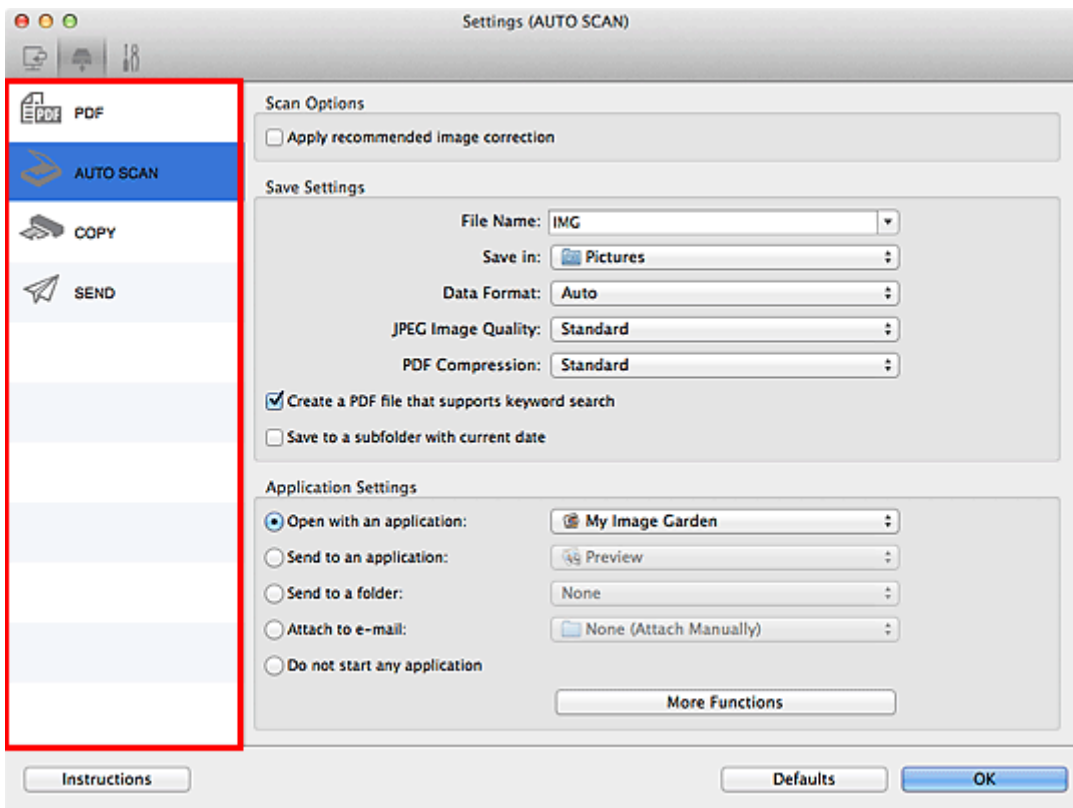 Settings (AUTO SCAN)
PDF
PDF
AUTO SCAN
COPY
SEND
Scan Options
Apply recommended image correction
Save Settings
File Name: IMG
Save in: Pictures
Data Format: Auto
JPEG Image Quality: Standard
PDF Compression: Standard
Create a PDF file that supports keyword search
Save to a subfolder with current date
Application Settings
Open with an application: My Image Garden
Send to an application: Preview
Send to a folder: None
Attach to e-mail: None (Attach Manually)
Do not start any application
More Functions
Instructions
Defaults
OK